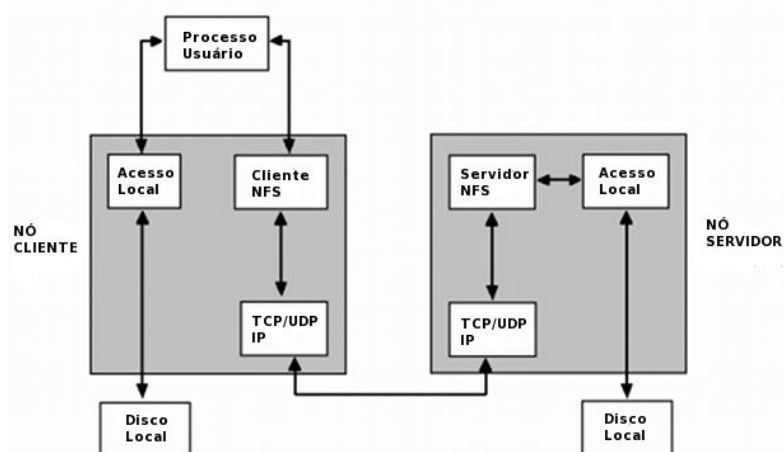 Processo
Usuário
Acesso
Local
Cliente
NFS
Servidor
NFS
Acesso
Local
NÓ
CLIENTE
NÓ
SERVIDOR
TCP/UDP
IP
TCP/UDP
IP
Disco
Local
Disco
Local